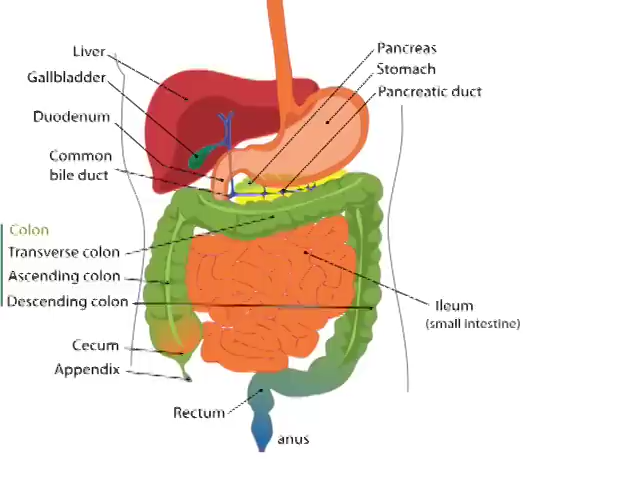 Liver
Gallbladder
Duodenum
Common
bile duct
Colon
Transverse colon
Ascending colon
Descending colon
Cecum
Appendix
Rectum
anus
Pancreas
Stomach
Pancreatic duct
Ileum
(small intestine)